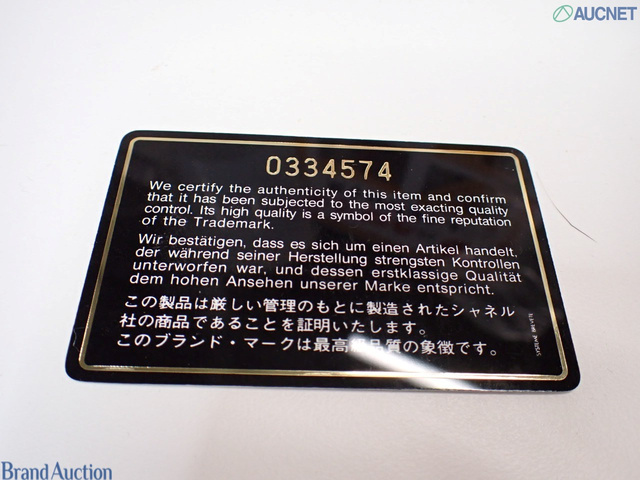 AUCNET
0334574
We certify the authenticity of this item and confirm
that it has been subjected to the most exacting quality
control. Its high quality is a symbol of the fine reputation
of the Trademark.
Wir bestätigen, dass es sich um einen Artikel handelt,
der während seiner Herstellung strengsten Kontrollen
unterworfen war, und dessen erstklassige Qualität
dem hohen Ansehen unserer Marke entspricht.
この製品は厳しい管理のもとに製造されたシャネル
社の商品であることを証明いたします。
このブランド・マークは最高級品質の象徴です。
Brand Auction